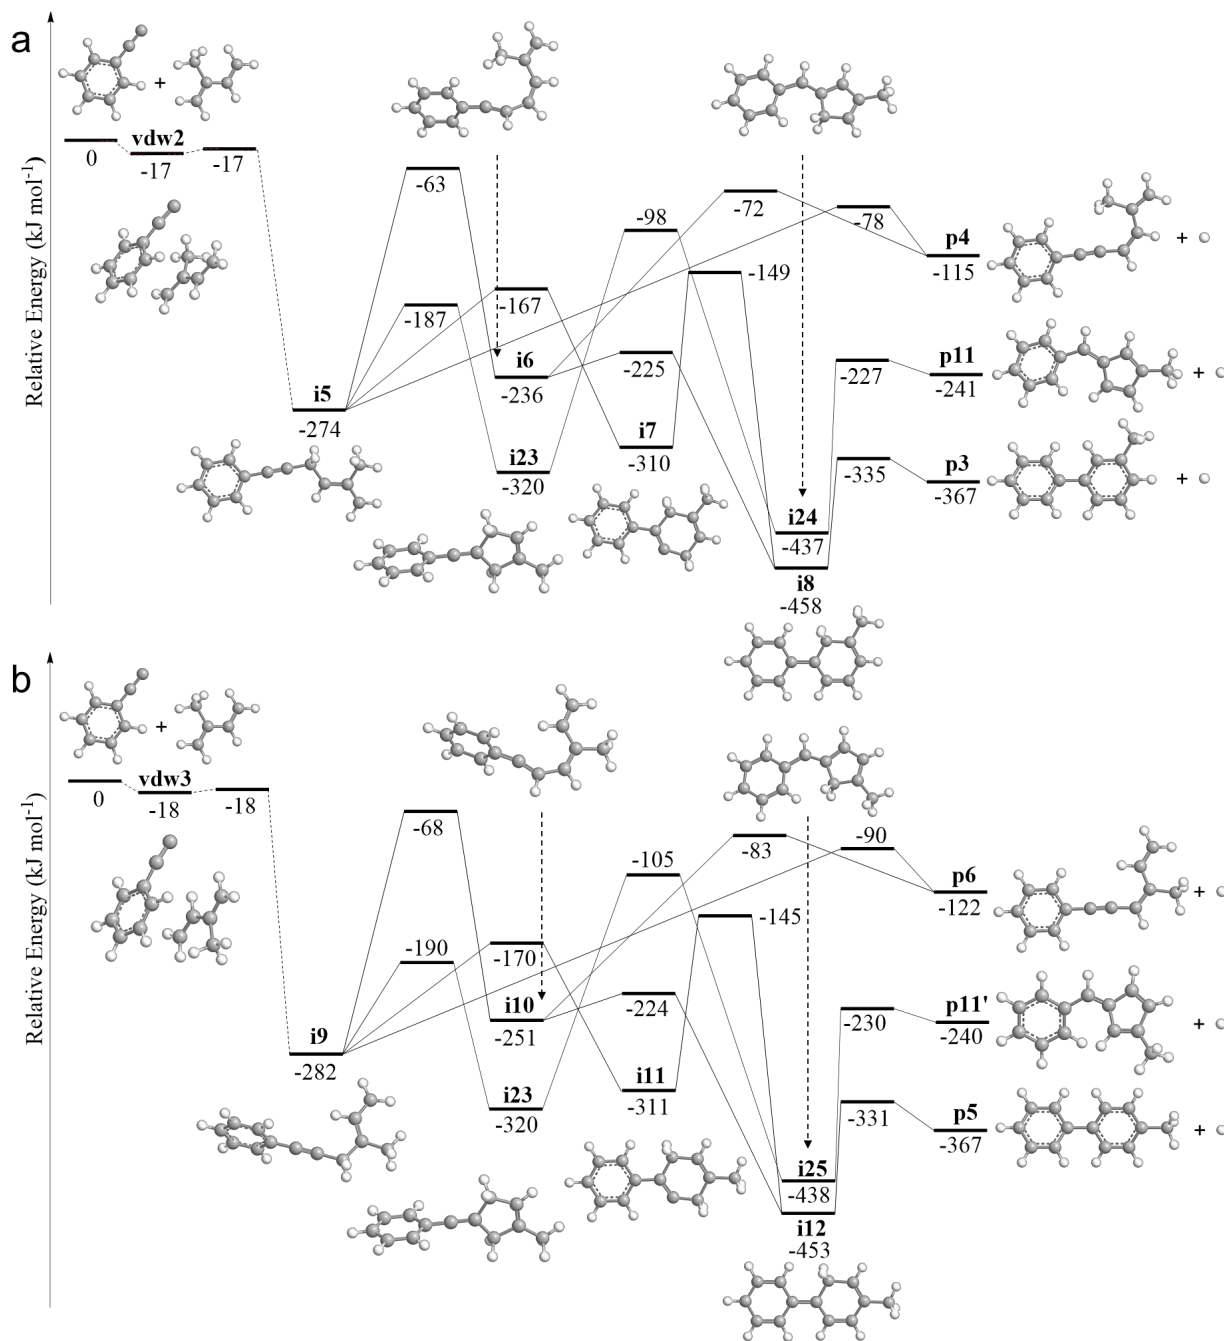 a
Relative Energy (kJ mol-1)
+
vdw2
0
-17
-17
-63
-72
-98
-78
p4
-115
+
-149
-167
-187
i6
-236
-225
-227
p11
-241
+
i5
-274
i7
-310
i23
-320
-335
p3
-367
+
i24
-437
i8
-458
b
Relative Energy (kJ mol-1)
+
vdw3
0
-18
-18
-68
-83
-90
-105
p6
-122
+
-145
-190
-170
i10
-251
-224
-230
p11'
-240
+
i9
-282
i11
-311
i23
-320
-331
p5
-367
+
i25
-438
i12
-453